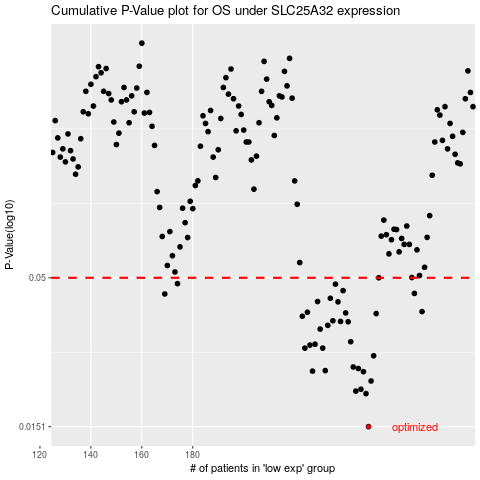 Cumulative P-Value plot for OS under SLC25A32 expression
P-Value(log10)
0.05
0.0151
optimized
120 140 160 180
# of patients in 'low exp' group